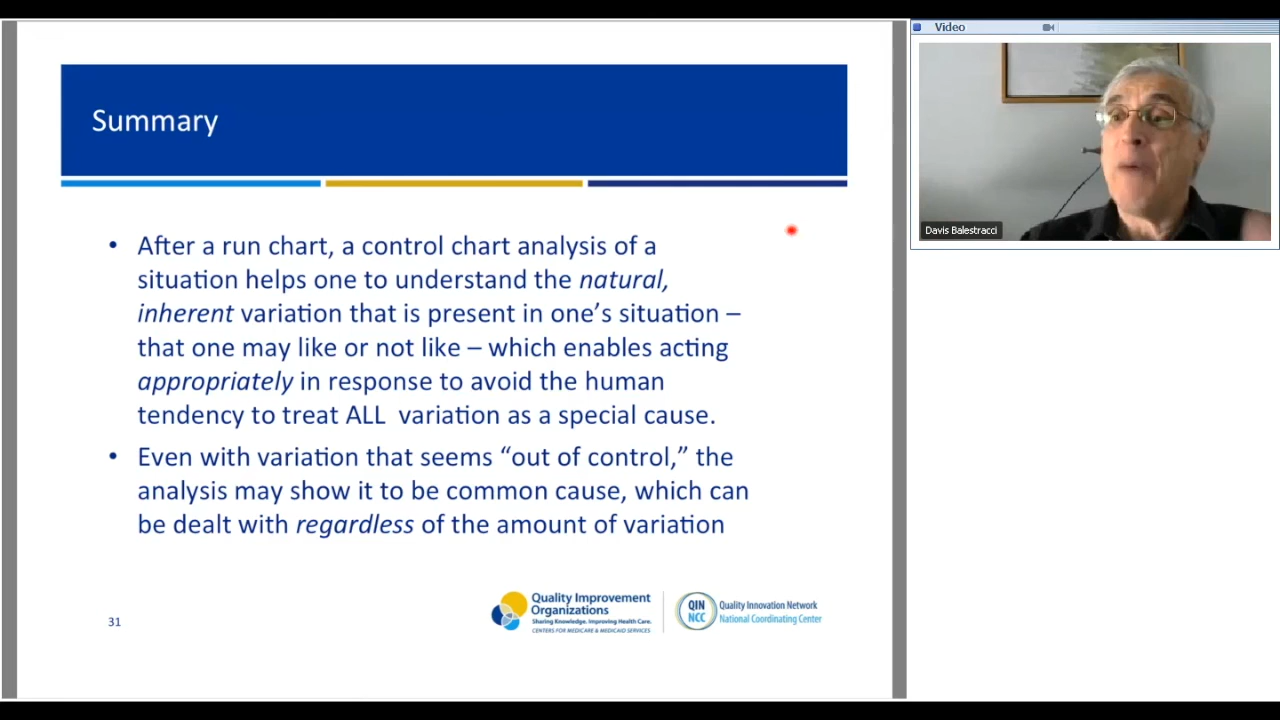 Summary
• After a run chart, a control chart analysis of a
situation helps one to understand the natural,
inherent variation that is present in one’s situation –
that one may like or not like – which enables acting
appropriately in response to avoid the human
tendency to treat ALL  variation as a special cause.
• Even with variation that seems “out of control,” the
analysis may show it to be common cause, which can
be dealt with regardless of the amount of variation
31
Quality Improvement
Organizations
Sharing Knowledge. Improving Health Care.
CENTERS FOR MEDICARE & MEDICAID SERVICES
QIN
NCC
Quality Innovation Network
National Coordinating Center
Video
Davis Balestracci